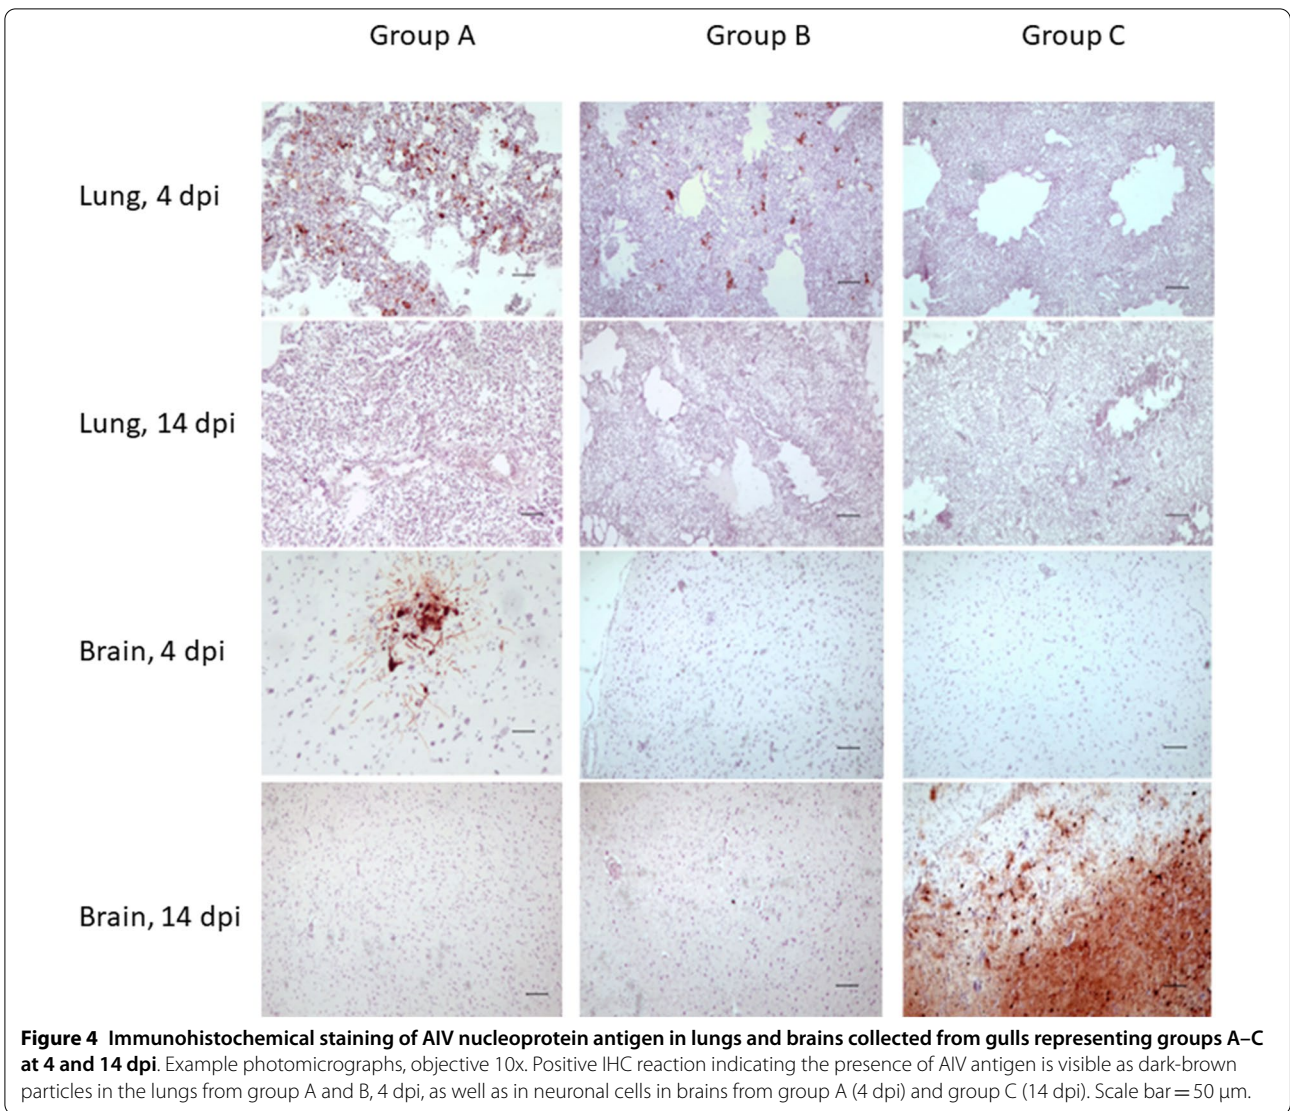 Group A Group B Group C
Lung, 4 dpi
Lung, 14 dpi
Brain, 4 dpi
Brain, 14 dpi
Figure 4 Immunohistochemical staining of AIV nucleoprotein antigen in lungs and brains collected from gulls representing groups A–C
at 4 and 14 dpi. Example photomicrographs, objective 10x. Positive IHC reaction indicating the presence of AIV antigen is visible as dark-brown
particles in the lungs from group A and B, 4 dpi, as well as in neuronal cells in brains from group A (4 dpi) and group C (14 dpi). Scale bar = 50 μm.